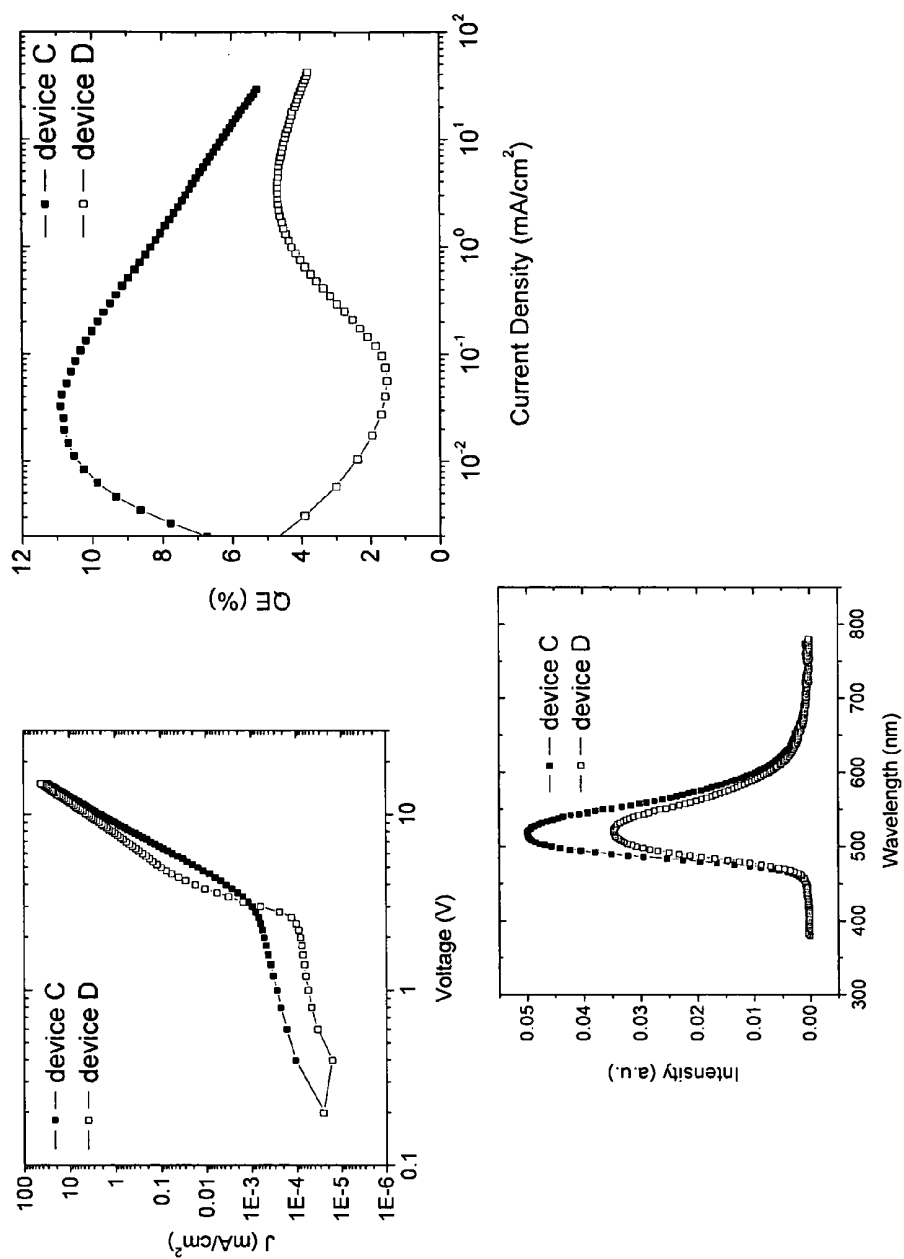 device C
device D
100
10
1
0.1
0.01
1E-3
1E-4
1E-5
1E-6
J (mA/cm²)
0.1
1
10
Voltage (V)
device C
device D
12
10
8
6
4
2
0
QE (%)
10⁻²
10⁻¹
10⁰
10¹
10²
Current Density (mA/cm²)
device C
device D
0.05
0.04
0.03
0.02
0.01
0.00
Intensity (a.u.)
300
400
500
600
700
800
Wavelength (nm)